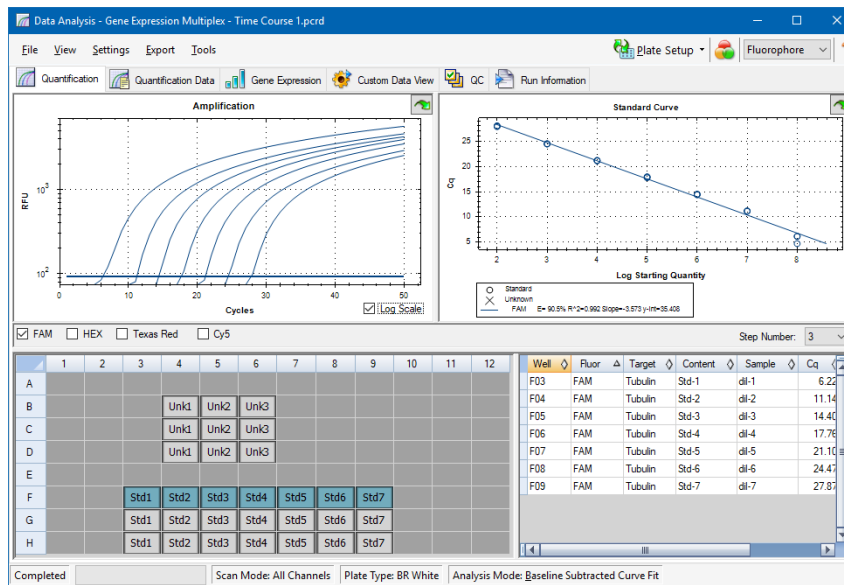 Data Analysis - Gene Expression Multiplex - Time Course 1.pcrd
File View Settings Export Tools
Plate Setup Fluorophore
Quantification Quantification Data Gene Expression Custom Data View QC Run Information
Amplification
10^3
10^2
RFU
0 10 20 30 40 50
Cycles
Log Scale
Standard Curve
25
20
15
10
5
Cq
2 3 4 5 6 7 8
Log Starting Quantity
Standard
Unknown
FAM E= 90.5% R^2=0.992 Slope=-3.573 y-int=35.408
FAM HEX Texas Red Cy5
Step Number: 3
1 2 3 4 5 6 7 8 9 10 11 12
A
B Unk1 Unk2 Unk3
C Unk1 Unk2 Unk3
D Unk1 Unk2 Unk3
E
F Std1 Std2 Std3 Std4 Std5 Std6 Std7
G Std1 Std2 Std3 Std4 Std5 Std6 Std7
H Std1 Std2 Std3 Std4 Std5 Std6 Std7
Well Fluor Target Content Sample Cq
F03 FAM Tubulin Std-1 dil-1 6.22
F04 FAM Tubulin Std-2 dil-2 11.14
F05 FAM Tubulin Std-3 dil-3 14.40
F06 FAM Tubulin Std-4 dil-4 17.76
F07 FAM Tubulin Std-5 dil-5 21.10
F08 FAM Tubulin Std-6 dil-6 24.47
F09 FAM Tubulin Std-7 dil-7 27.87
Completed Scan Mode: All Channels Plate Type: BR White Analysis Mode: Baseline Subtracted Curve Fit